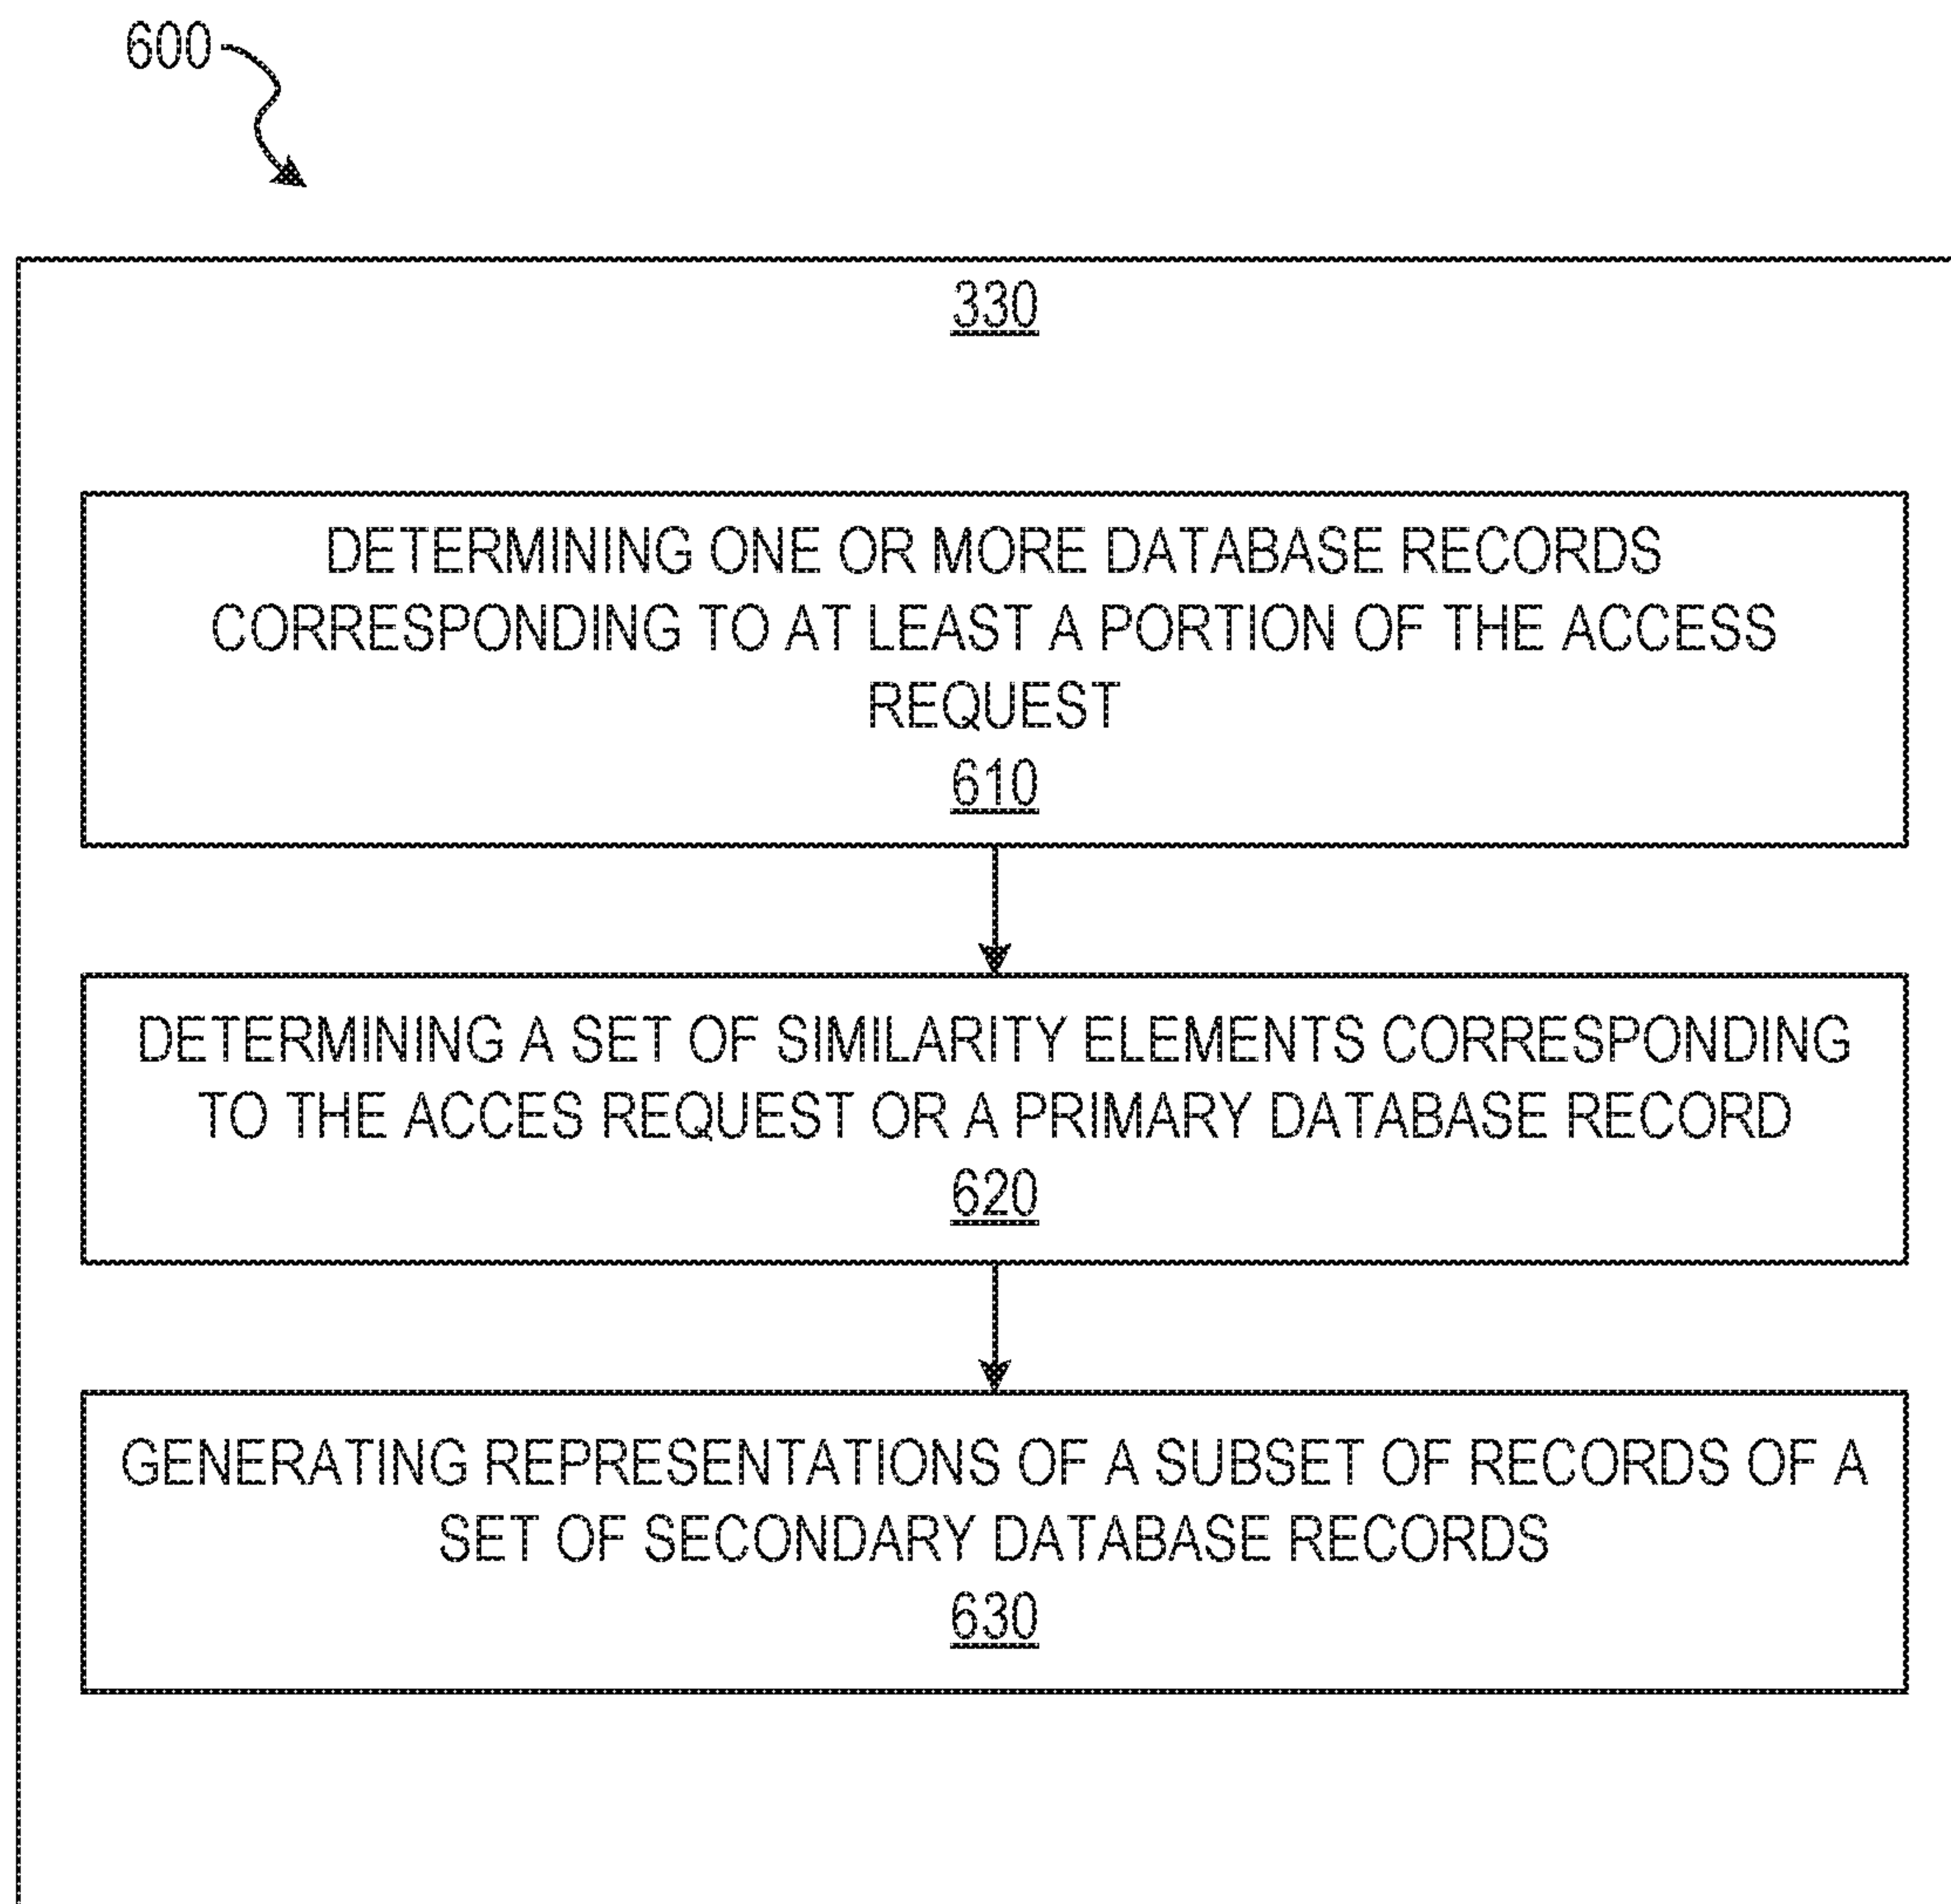 600
330
DETERMINING ONE OR MORE DATABASE RECORDS
CORRESPONDING TO AT LEAST A PORTION OF THE ACCESS
REQUEST
610
DETERMINING A SET OF SIMILARITY ELEMENTS CORRESPONDING
TO THE ACCES REQUEST OR A PRIMARY DATABASE RECORD
620
GENERATING REPRESENTATIONS OF A SUBSET OF RECORDS OF A
SET OF SECONDARY DATABASE RECORDS
630